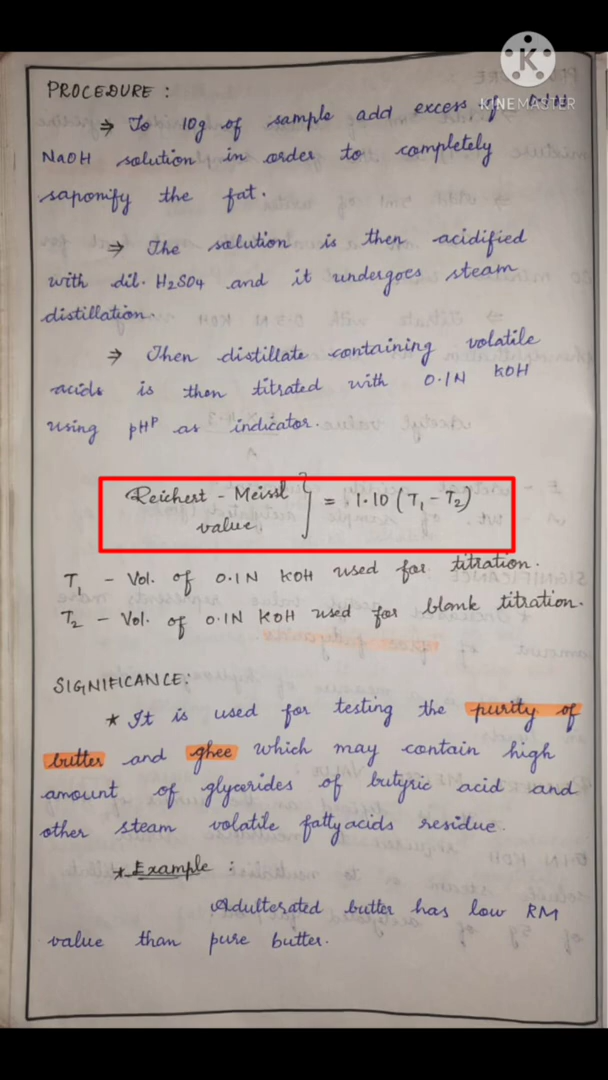 PROCEDURE :
KINEMASTER
⇒ To 10g of sample add excess of
NaOH solution in order to completely
saponify the fat.
⇒ The solution is then acidified
with dil. H₂SO₄ and it undergoes steam
distillation.
⇒ Then distillate containing volatile
acids is then titrated with 0.1N KOH
using pHᴾ as indicator.
Reichert - Meissl
value } = 1.10 (T₁ - T₂)
T₁ - Vol. of 0.1N KOH used for titration.
T₂ - Vol. of 0.1N KOH used for blank titration.
SIGNIFICANCE:
* It is used for testing the purity of
butter and ghee which may contain high
amount of glycerides of butyric acid and
other steam volatile fatty acids residue.
* Example :
Adulterated butter has low RM
value than pure butter.